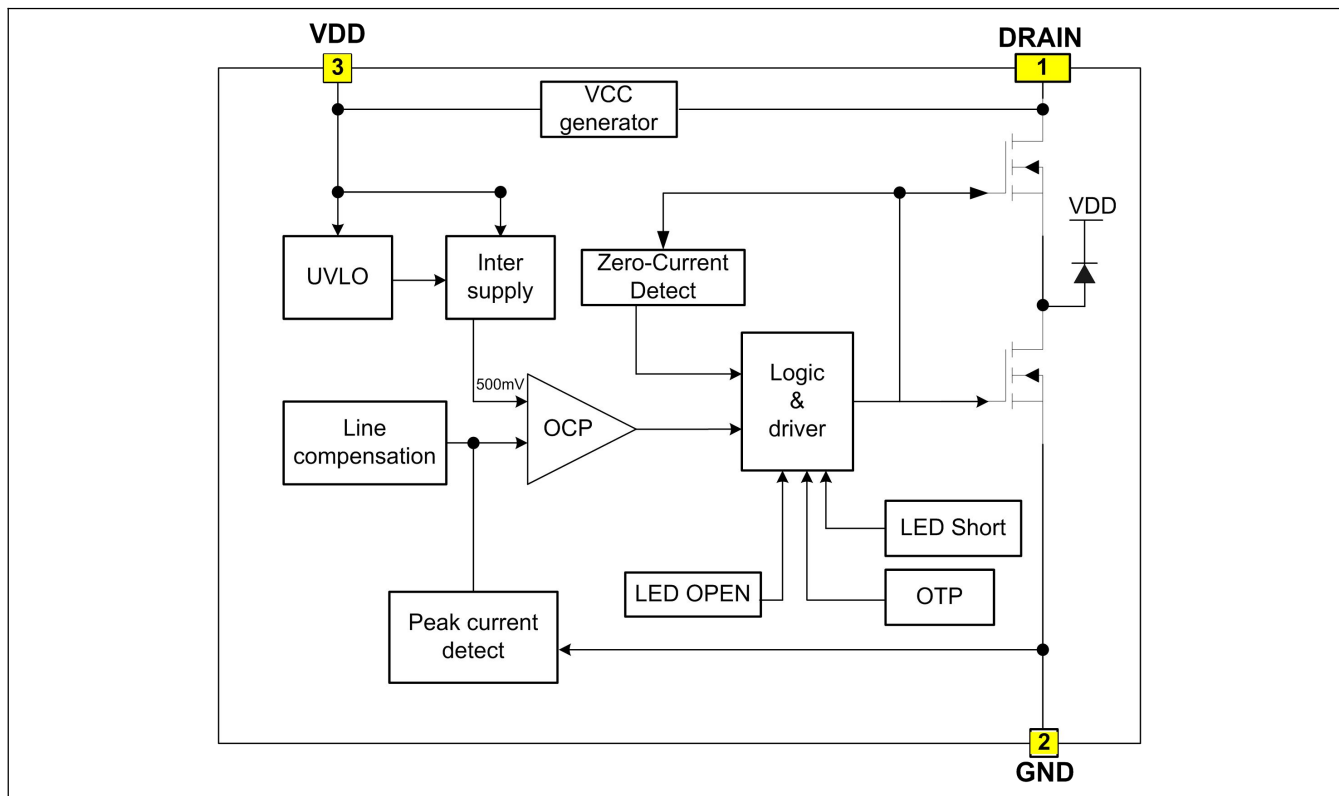 VDD
DRAIN
3
1
VCC
generator
VDD
UVLO
Inter
supply
Zero-Current
Detect
500mV
Logic
&
driver
Line
compensation
OCP
LED Short
LED OPEN
OTP
Peak current
detect
2
GND